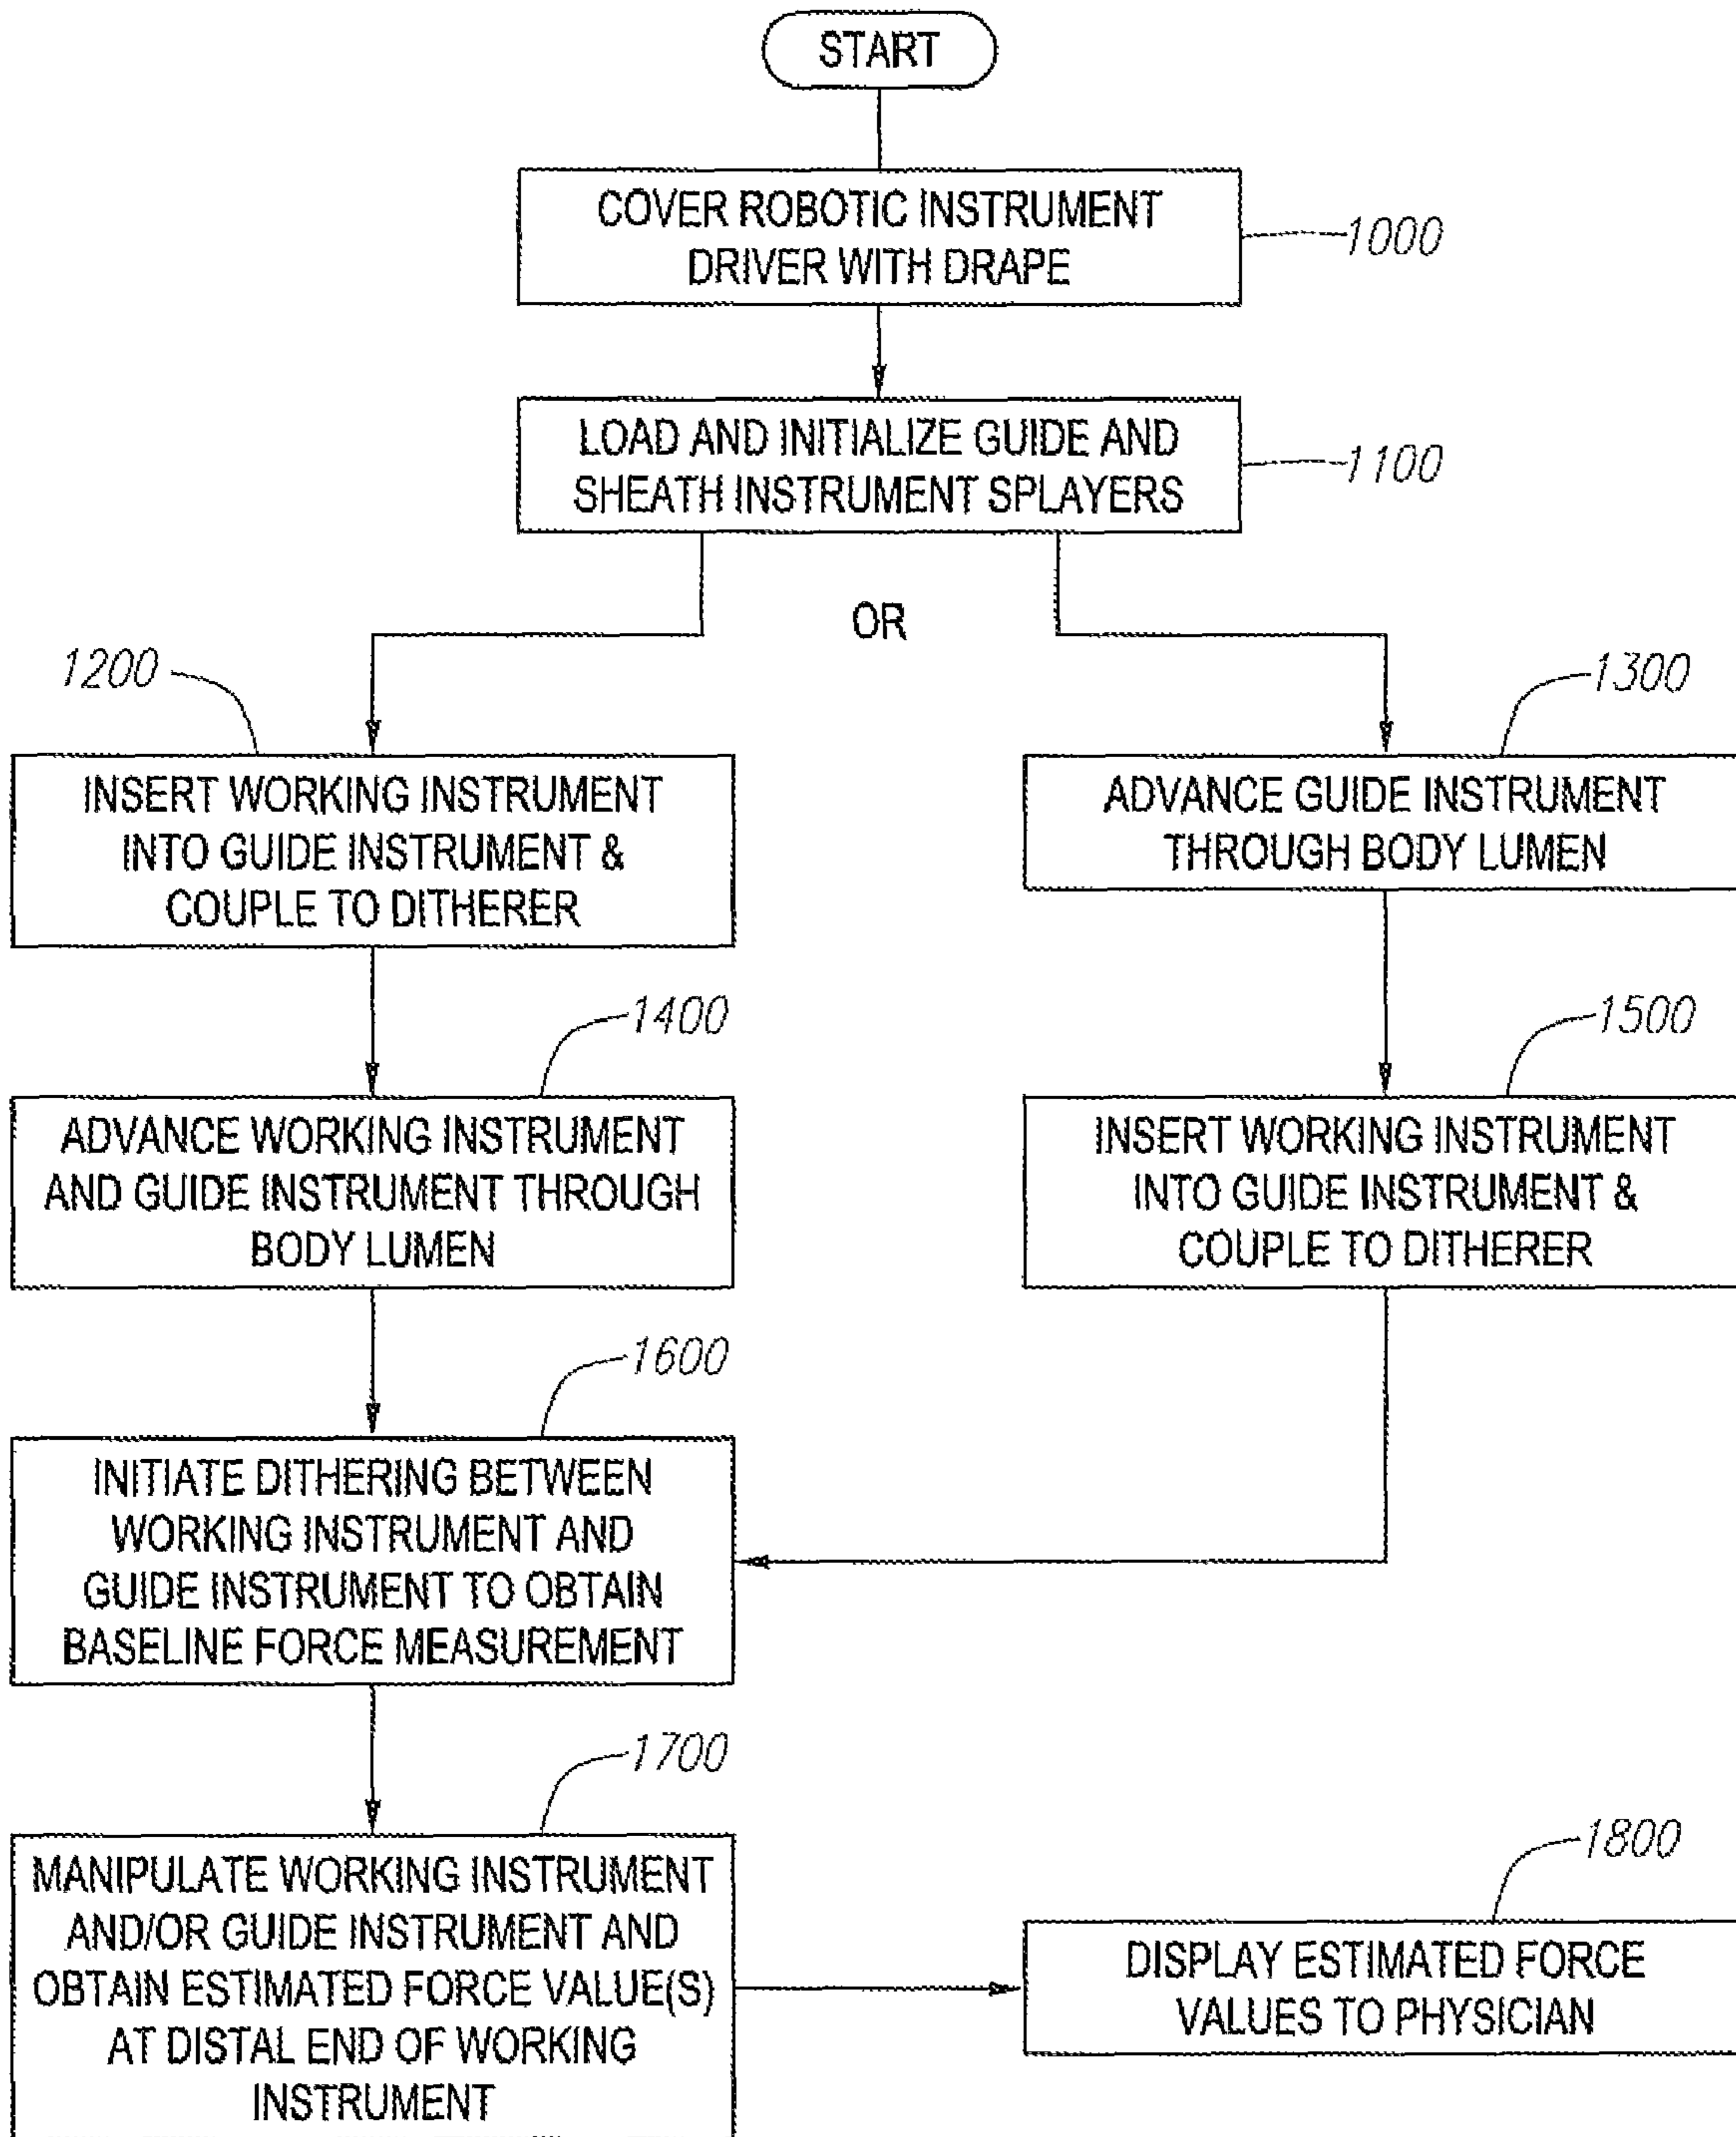 START
COVER ROBOTIC INSTRUMENT
DRIVER WITH DRAPE
1000
LOAD AND INITIALIZE GUIDE AND
SHEATH INSTRUMENT SPLAYERS
1100
OR
1200
INSERT WORKING INSTRUMENT
INTO GUIDE INSTRUMENT &
COUPLE TO DITHERER
1300
ADVANCE GUIDE INSTRUMENT
THROUGH BODY LUMEN
1400
ADVANCE WORKING INSTRUMENT
AND GUIDE INSTRUMENT THROUGH
BODY LUMEN
1500
INSERT WORKING INSTRUMENT
INTO GUIDE INSTRUMENT &
COUPLE TO DITHERER
1600
INITIATE DITHERING BETWEEN
WORKING INSTRUMENT AND
GUIDE INSTRUMENT TO OBTAIN
BASELINE FORCE MEASUREMENT
1700
MANIPULATE WORKING INSTRUMENT
AND/OR GUIDE INSTRUMENT AND
OBTAIN ESTIMATED FORCE VALUE(S)
AT DISTAL END OF WORKING
INSTRUMENT
1800
DISPLAY ESTIMATED FORCE
VALUES TO PHYSICIAN